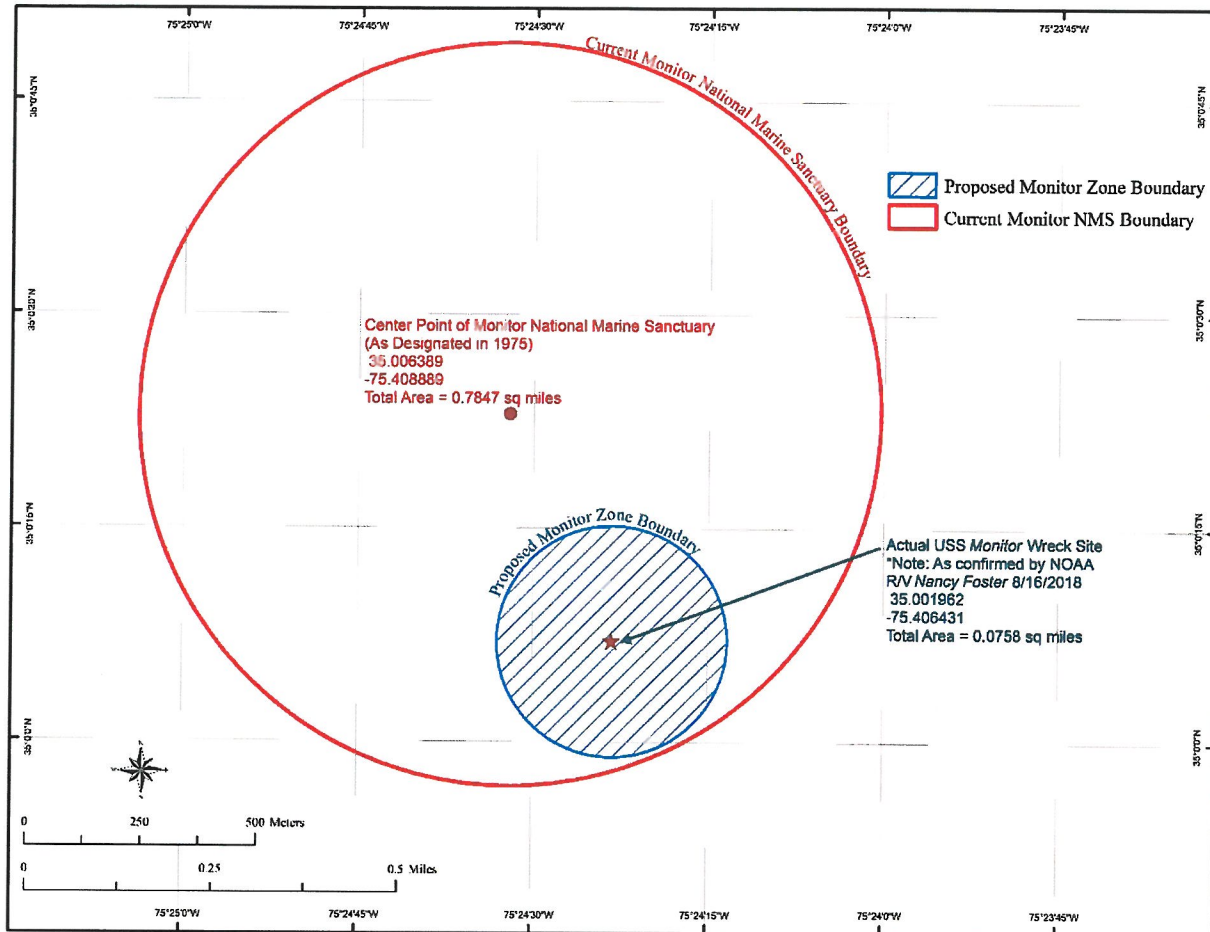 75°25'0"W 75°24'45"W 75°24'30"W 75°24'15"W 75°24'0"W 75°23'45"W
Current Monitor National Marine Sanctuary Boundary
35°0'45"N 35°0'45"N
Proposed Monitor Zone Boundary
Current Monitor NMS Boundary
35°0'30"N
Center Point of Monitor National Marine Sanctuary
(As Designated in 1975)
35.006389
-75.408889
Total Area = 0.7847 sq miles
35°0'15"N 35°0'15"N
Proposed Monitor Zone Boundary
Actual USS Monitor Wreck Site
*Note: As confirmed by NOAA
R/V Nancy Foster 8/16/2018
35.001962
-75.406431
Total Area = 0.0758 sq miles
35°0'0"N 35°0'0"N
0 250 500 Meters
0 0.25 0.5 Miles
75°25'0"W 75°24'45"W 75°24'30"W 75°24'15"W 75°24'0"W 75°23'45"W